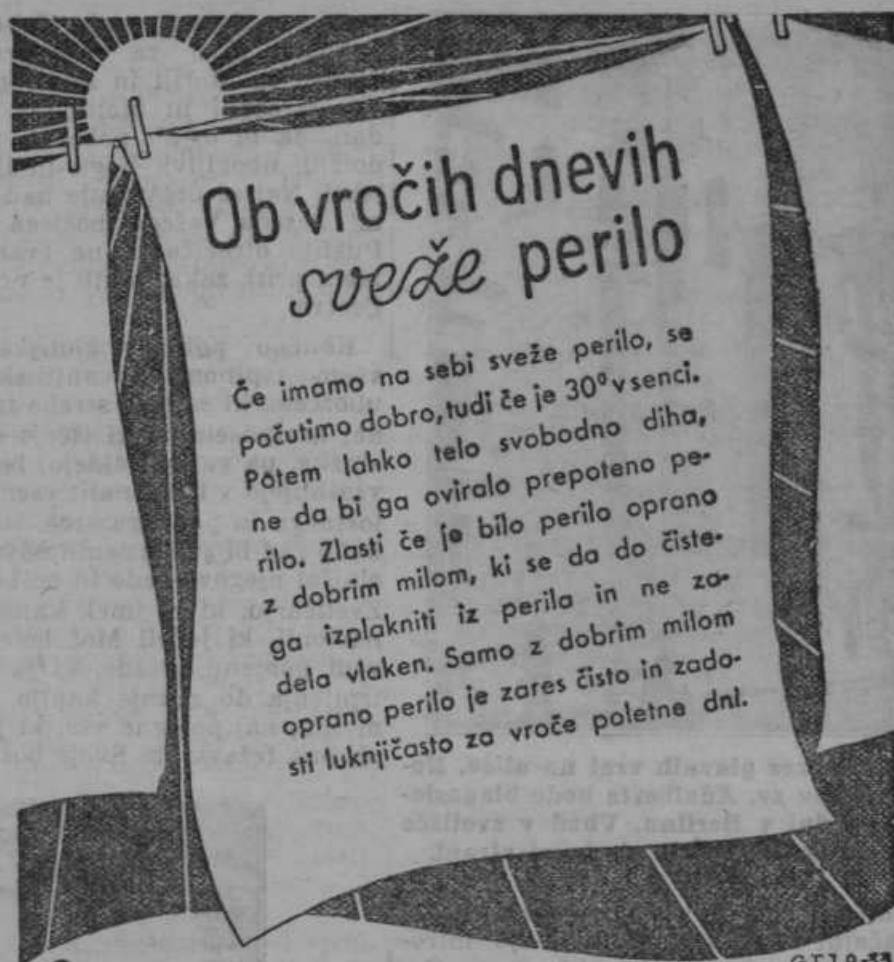 Ob vročih dnevih
sveže perilo
Če imamo na sebi sveže perilo, se
počutimo dobro, tudi če je 30° v senci.
Potem lahko telo svobodno diha,
ne da bi ga oviralo prepoteno pe-
rilo. Zlasti če je bilo perilo oprano
z dobrim milom, ki se da do čiste-
ga izplakniti iz perila in ne za-
dela vlaken. Samo z dobrim milom
oprano perilo je zares čisto in zado-
sti luknjičasto za vroče poletne dni.